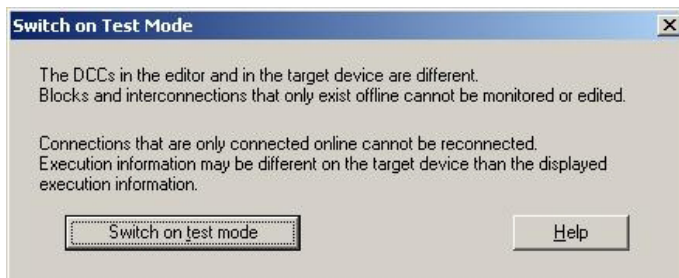 Switch on Test Mode
The DCCs in the editor and in the target device are different.
Blocks and interconnections that only exist offline cannot be monitored or edited.
Connections that are only connected online cannot be reconnected.
Execution information may be different on the target device than the displayed
execution information.
Switch on test mode
Help